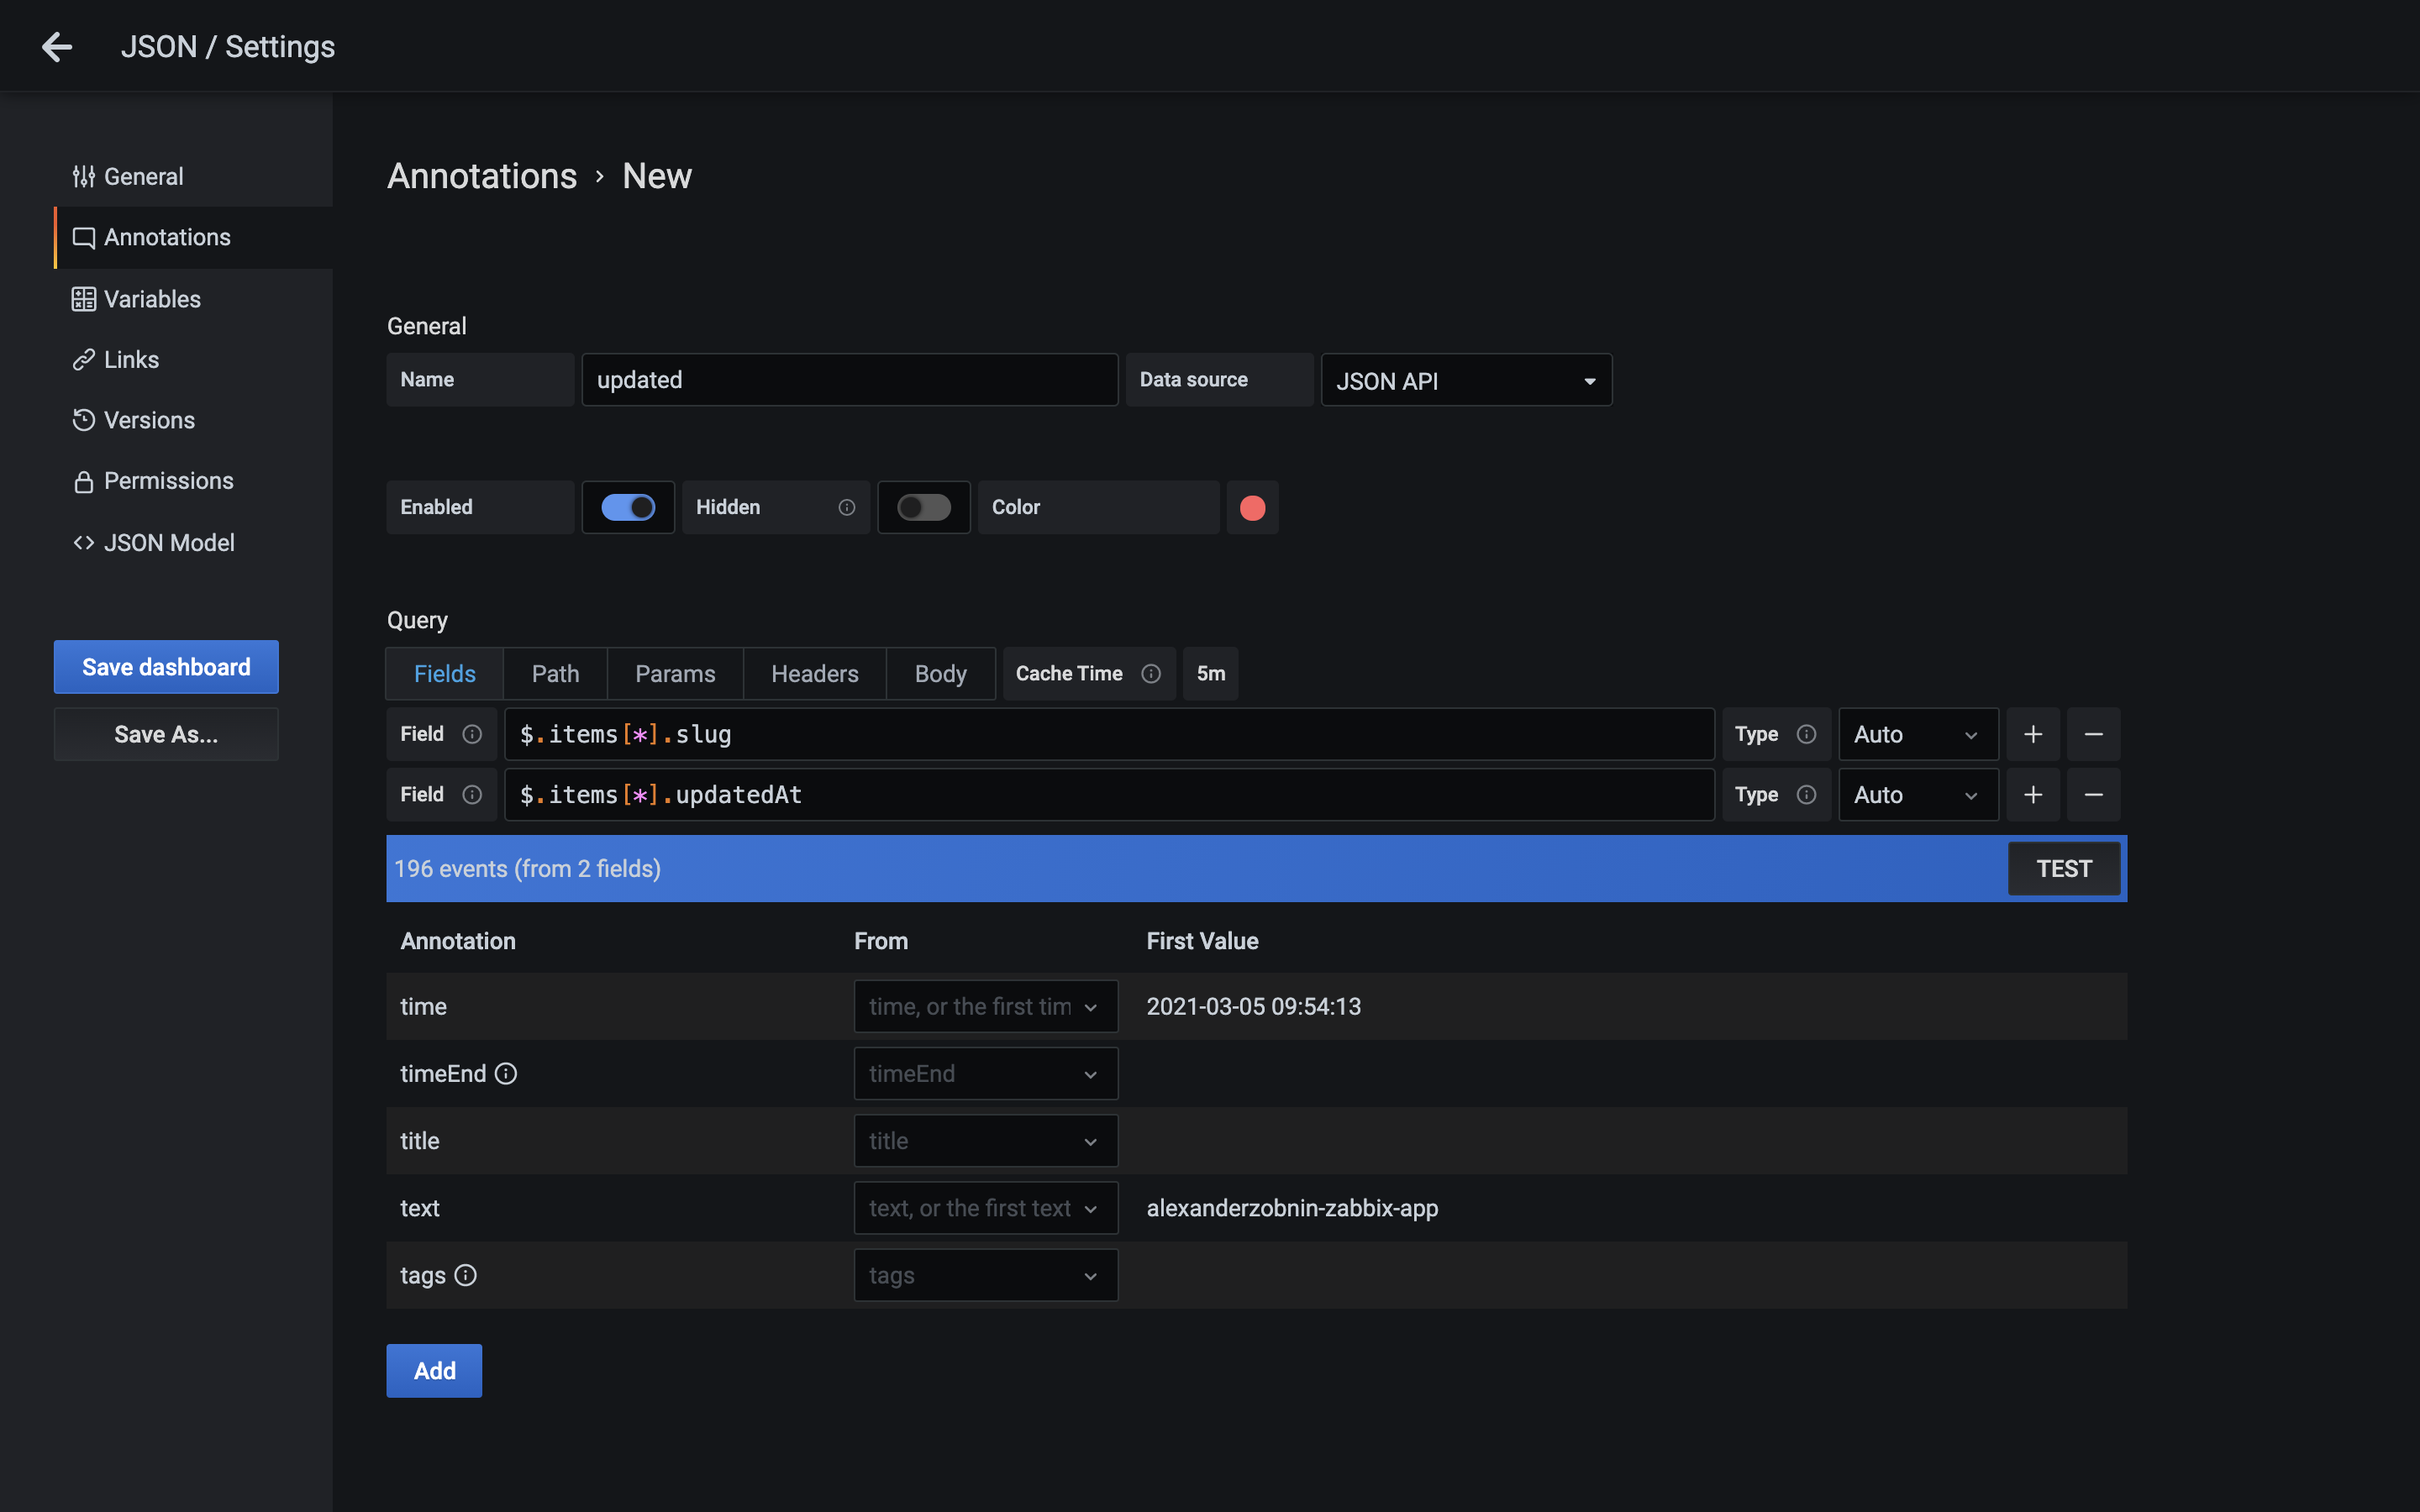 JSON / Settings
General
Annotations
Variables
Links
Versions
Permissions
JSON Model
Save dashboard
Save As...
Annotations › New
General
Name updated Data source JSON API
Enabled Hidden Color
Query
Fields Path Params Headers Body Cache Time 5m
Field $.items[*].slug Type Auto
Field $.items[*].updatedAt Type Auto
196 events (from 2 fields) TEST
Annotation From First Value
time time, or the first tim 2021-03-05 09:54:13
timeEnd timeEnd
title title
text text, or the first text alexanderzobnin-zabbix-app
tags tags
Add